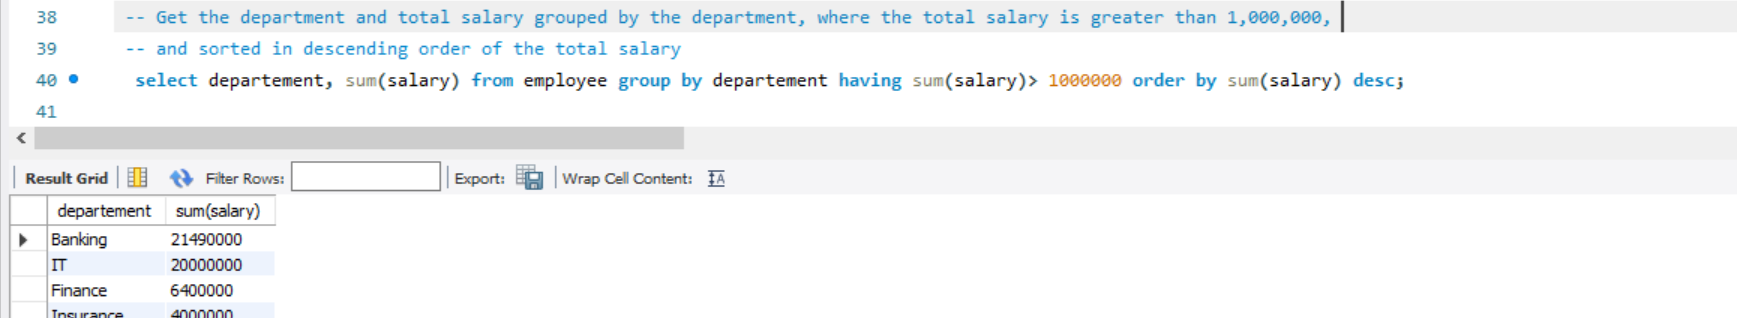 38 -- Get the department and total salary grouped by the department, where the total salary is greater than 1,000,000,
39 -- and sorted in descending order of the total salary
40 select departement, sum(salary) from employee group by departement having sum(salary)> 1000000 order by sum(salary) desc;
41
Result Grid Filter Rows: Export: Wrap Cell Content: IA
departement sum(salary)
Banking 21490000
IT 20000000
Finance 6400000
Insurance 4000000